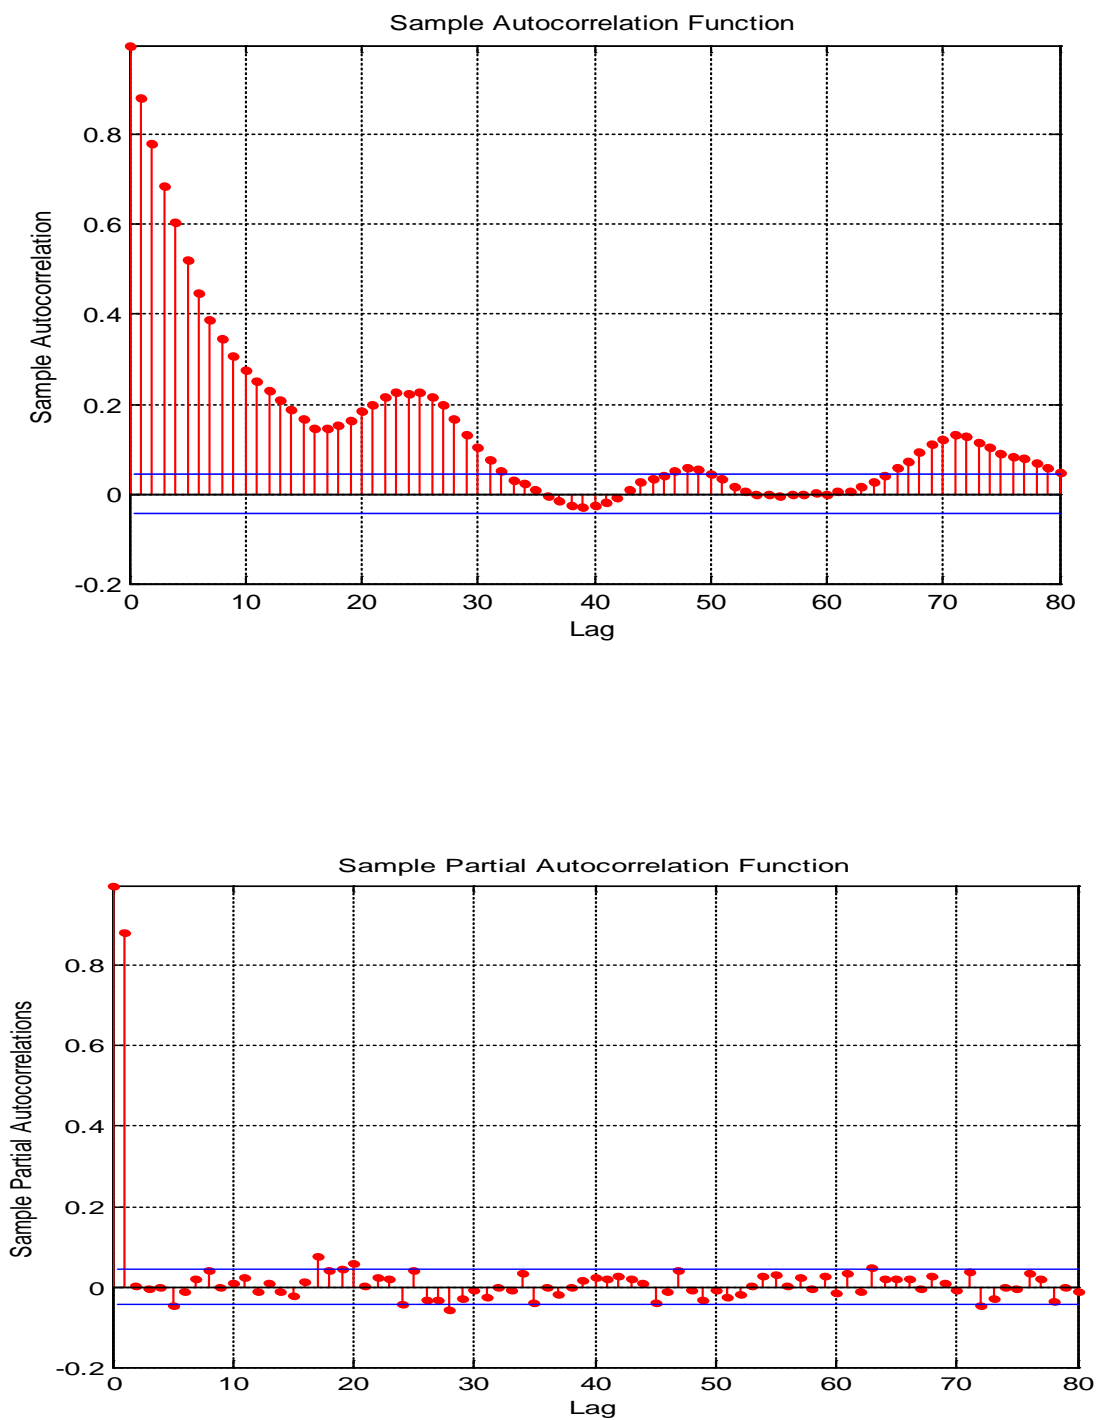 Sample Autocorrelation Function
Sample Autocorrelation
0.8
0.6
0.4
0.2
0
-0.2
0 10 20 30 40 50 60 70 80
Lag
Sample Partial Autocorrelation Function
Sample Partial Autocorrelations
0.8
0.6
0.4
0.2
0
-0.2
0 10 20 30 40 50 60 70 80
Lag